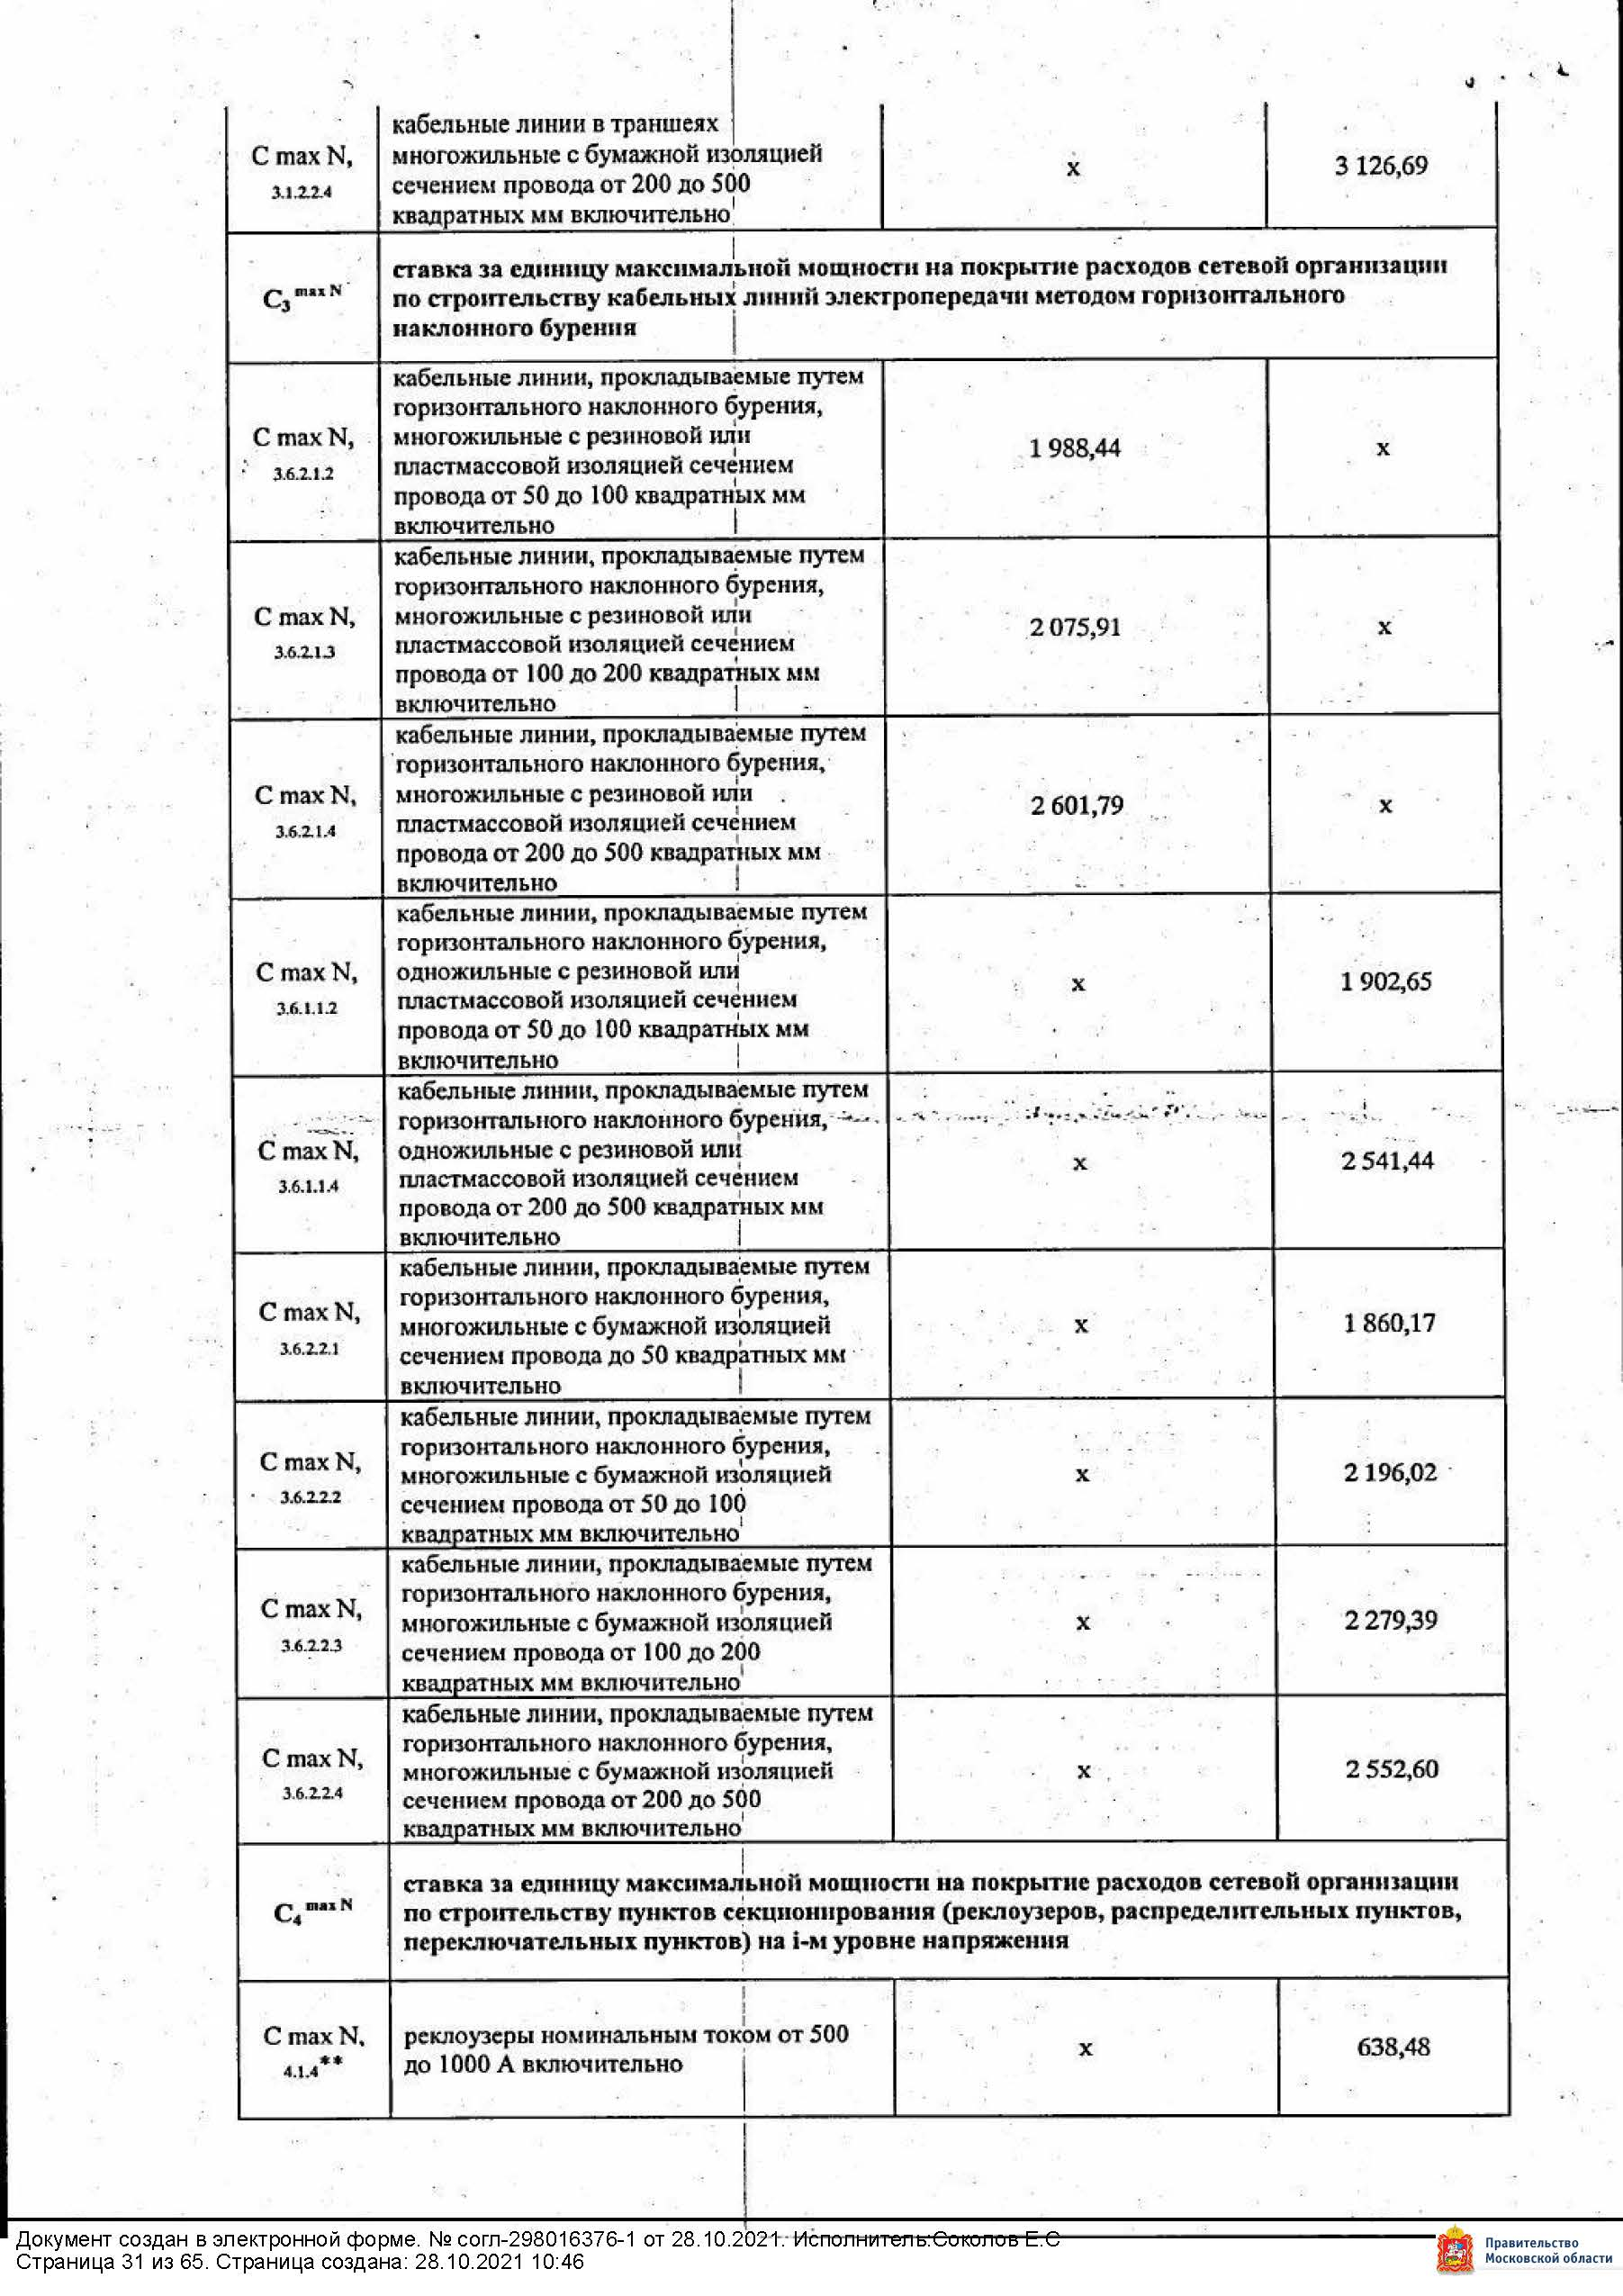 C max N,
3.1.2.2.4
кабельные линии в траншеях
многожильные с бумажной изоляцией
сечением провода от 200 до 500
квадратных мм включительно
x
3 126,69
C₃ max N
ставка за единицу максимальной мощности на покрытие расходов сетевой организации
по строительству кабельных линий электропередачи методом горизонтального
наклонного бурения
C max N,
3.6.2.1.2
кабельные линии, прокладываемые путем
горизонтального наклонного бурения,
многожильные с резиновой или
пластмассовой изоляцией сечением
провода от 50 до 100 квадратных мм
включительно
1 988,44
x
C max N,
3.6.2.1.3
кабельные линии, прокладываемые путем
горизонтального наклонного бурения,
многожильные с резиновой или
пластмассовой изоляцией сечением
провода от 100 до 200 квадратных мм
включительно
2 075,91
x
C max N,
3.6.2.1.4
кабельные линии, прокладываемые путем
горизонтального наклонного бурения,
многожильные с резиновой или
пластмассовой изоляцией сечением
провода от 200 до 500 квадратных мм
включительно
2 601,79
x
C max N,
3.6.1.1.2
кабельные линии, прокладываемые путем
горизонтального наклонного бурения,
одножильные с резиновой или
пластмассовой изоляцией сечением
провода от 50 до 100 квадратных мм
включительно
x
1 902,65
C max N,
3.6.1.1.4
кабельные линии, прокладываемые путем
горизонтального наклонного бурения,
одножильные с резиновой или
пластмассовой изоляцией сечением
провода от 200 до 500 квадратных мм
включительно
x
2 541,44
C max N,
3.6.2.2.1
кабельные линии, прокладываемые путем
горизонтального наклонного бурения,
многожильные с бумажной изоляцией
сечением провода до 50 квадратных мм
включительно
x
1 860,17
C max N,
3.6.2.2.2
кабельные линии, прокладываемые путем
горизонтального наклонного бурения,
многожильные с бумажной изоляцией
сечением провода от 50 до 100
квадратных мм включительно
x
2 196,02
C max N,
3.6.2.2.3
кабельные линии, прокладываемые путем
горизонтального наклонного бурения,
многожильные с бумажной изоляцией
сечением провода от 100 до 200
квадратных мм включительно
x
2 279,39
C max N,
3.6.2.2.4
кабельные линии, прокладываемые путем
горизонтального наклонного бурения,
многожильные с бумажной изоляцией
сечением провода от 200 до 500
квадратных мм включительно
x
2 552,60
C₄ max N
ставка за единицу максимальной мощности на покрытие расходов сетевой организации
по строительству пунктов секционирования (реклоузеров, распределительных пунктов,
переключательных пунктов) на i-м уровне напряжения
C max N,
4.1.4**
реклоузеры номинальным током от 500
до 1000 А включительно
x
638,48
Документ создан в электронной форме. № согл-298016376-1 от 28.10.2021. Исполнитель:Соколов Е.С
Страница 31 из 65. Страница создана: 28.10.2021 10:46
Правительство
Московской области